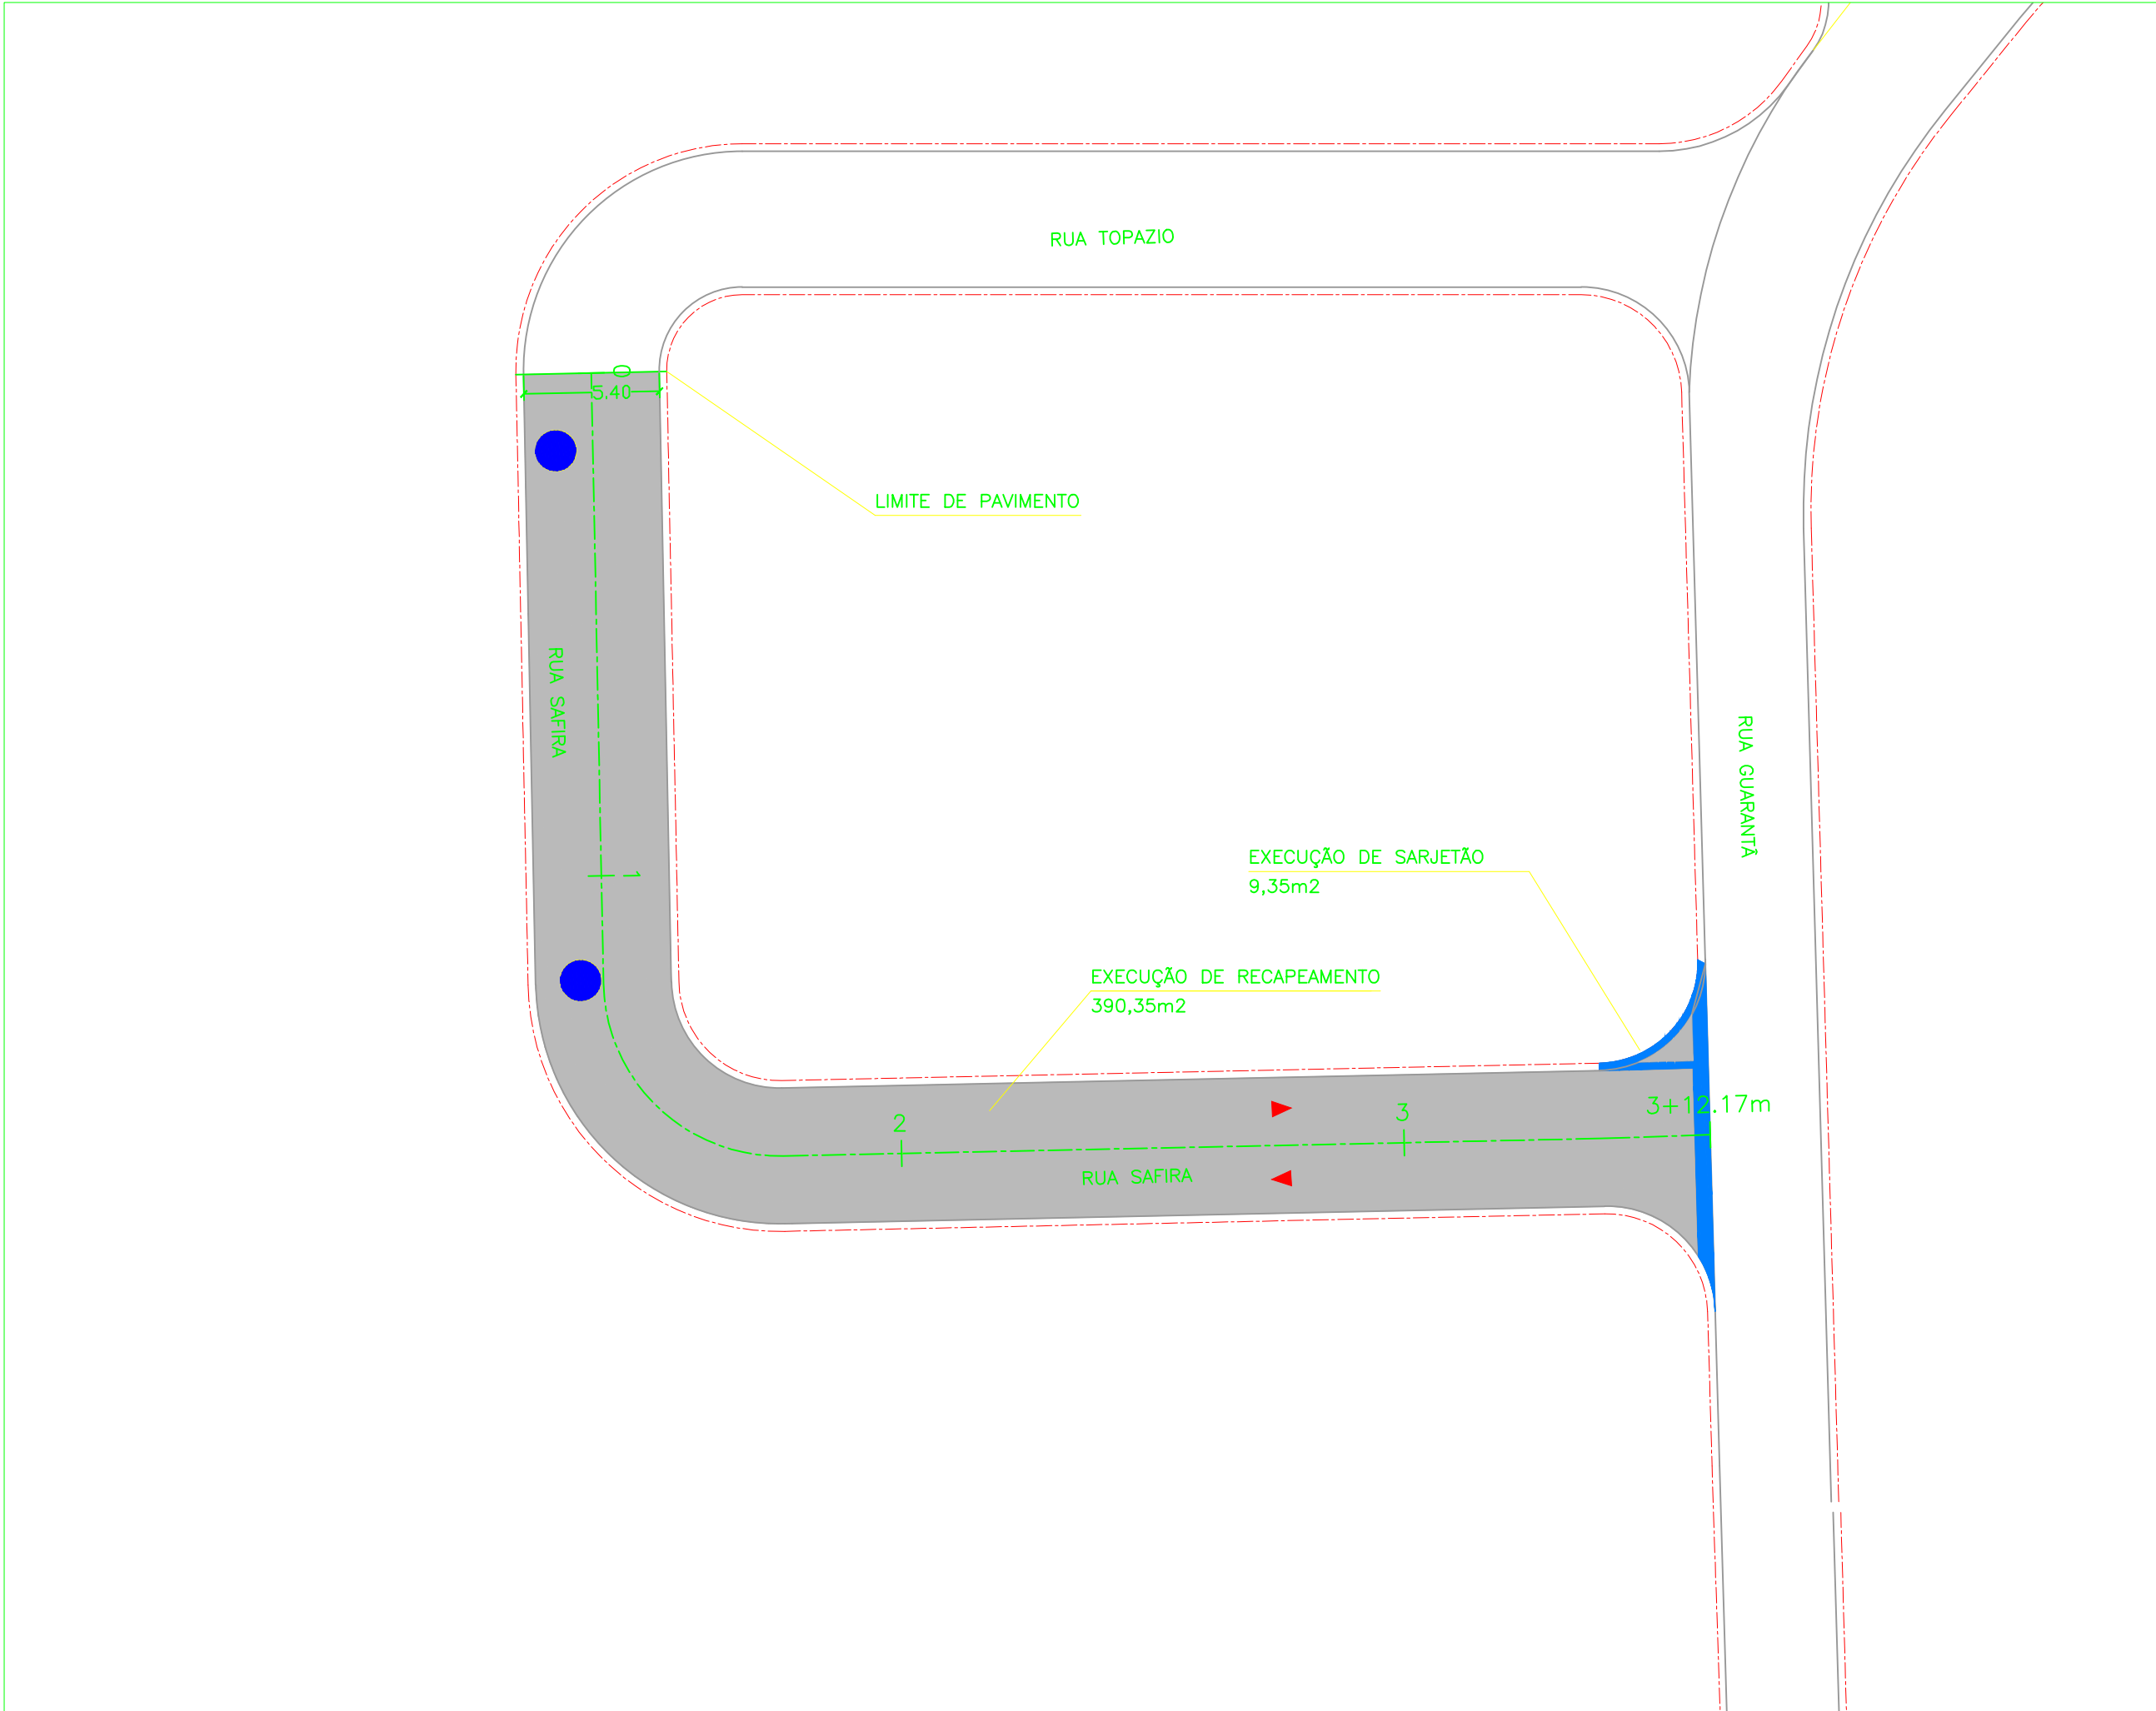 RUA TOPAZIO
0
5.40
LIMITE DE PAVIMENTO
RUA SAFIRA
RUA GUARANTÃ
EXECUÇÃO DE SARJETÃO
9,35m2
1
EXECUÇÃO DE RECAPEAMENTO
390,35m2
2
3
3+12.17m
RUA SAFIRA